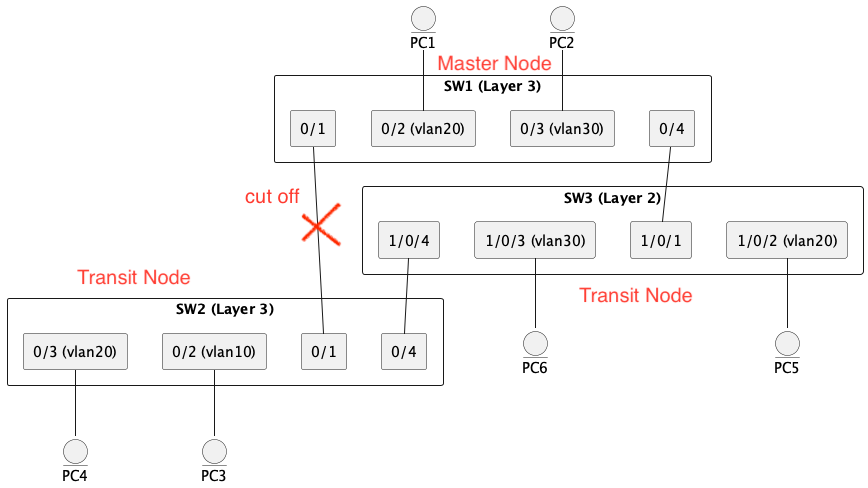 PC1
PC2
Master Node
SW1 (Layer 3)
0/1
0/2 (vlan20)
0/3 (vlan30)
0/4
cut off
SW3 (Layer 2)
1/0/4
1/0/3 (vlan30)
1/0/1
1/0/2 (vlan20)
Transit Node
Transit Node
SW2 (Layer 3)
0/3 (vlan20)
0/2 (vlan10)
0/1
0/4
PC6
PC5
PC4
PC3